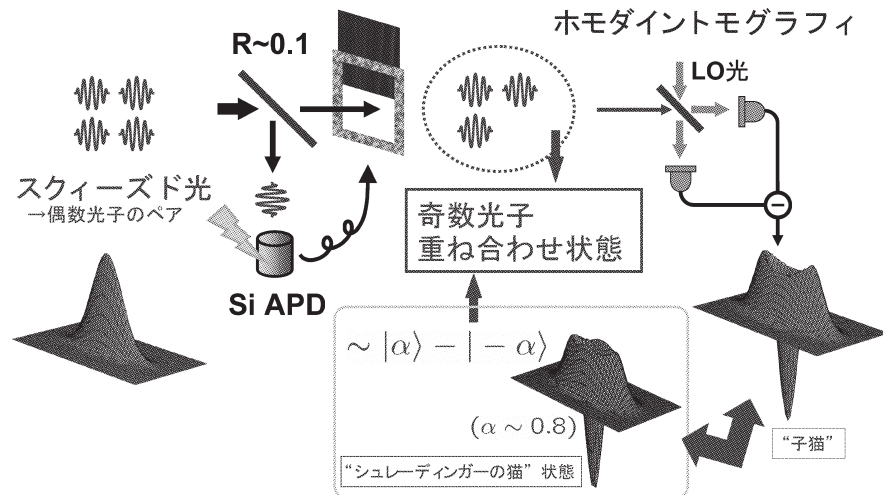 ホモダイントモグラフィ
R~0.1
LO光
スクィーズド光
→偶数光子のペア
Si APD
奇数光子
重ね合わせ状態
−
∼ |α⟩ − | − α⟩
(α ∼ 0.8)
“シュレーディンガーの猫” 状態
“子猫”